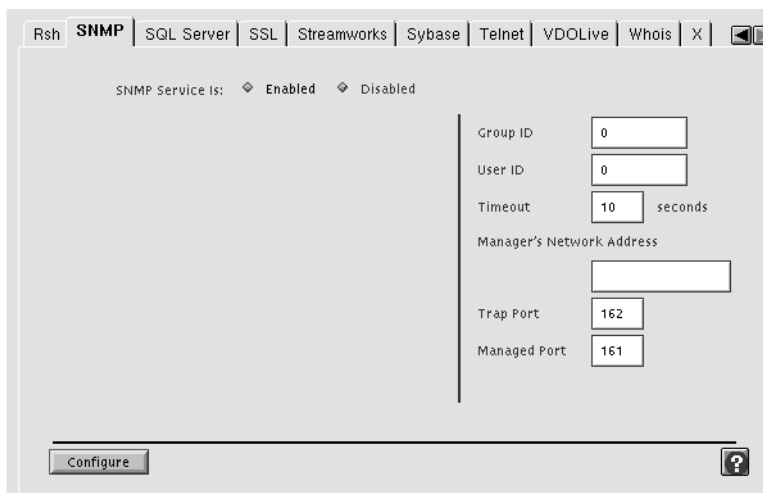 Rsh SNMP SQL Server SSL Streamworks Sybase Telnet VDOLive Whois X
SNMP Service Is: Enabled Disabled
Group ID 0
User ID 0
Timeout 10 seconds
Manager's Network Address
Trap Port 162
Managed Port 161
Configure ?